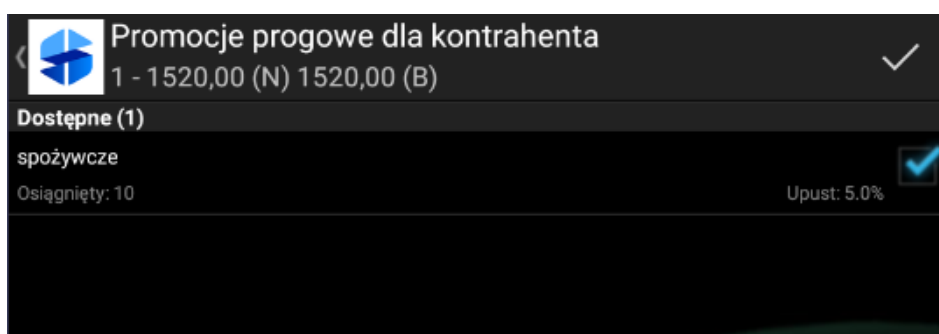 Promocje progowe dla kontrahenta
1 - 1520,00 (N) 1520,00 (B)
Dostępne (1)
spożywcze
Osiągnięty: 10 Upust: 5.0%